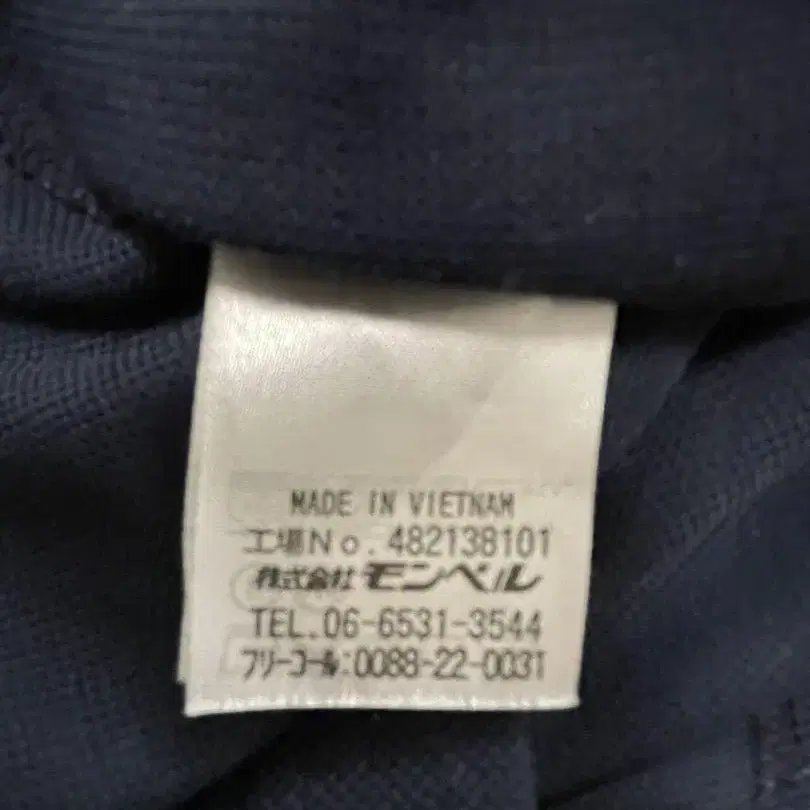 MADE IN VIETNAM
工場No.482138101
株式会社モンベル
TEL.06-6531-3544
フリーコール:0088-22-0031